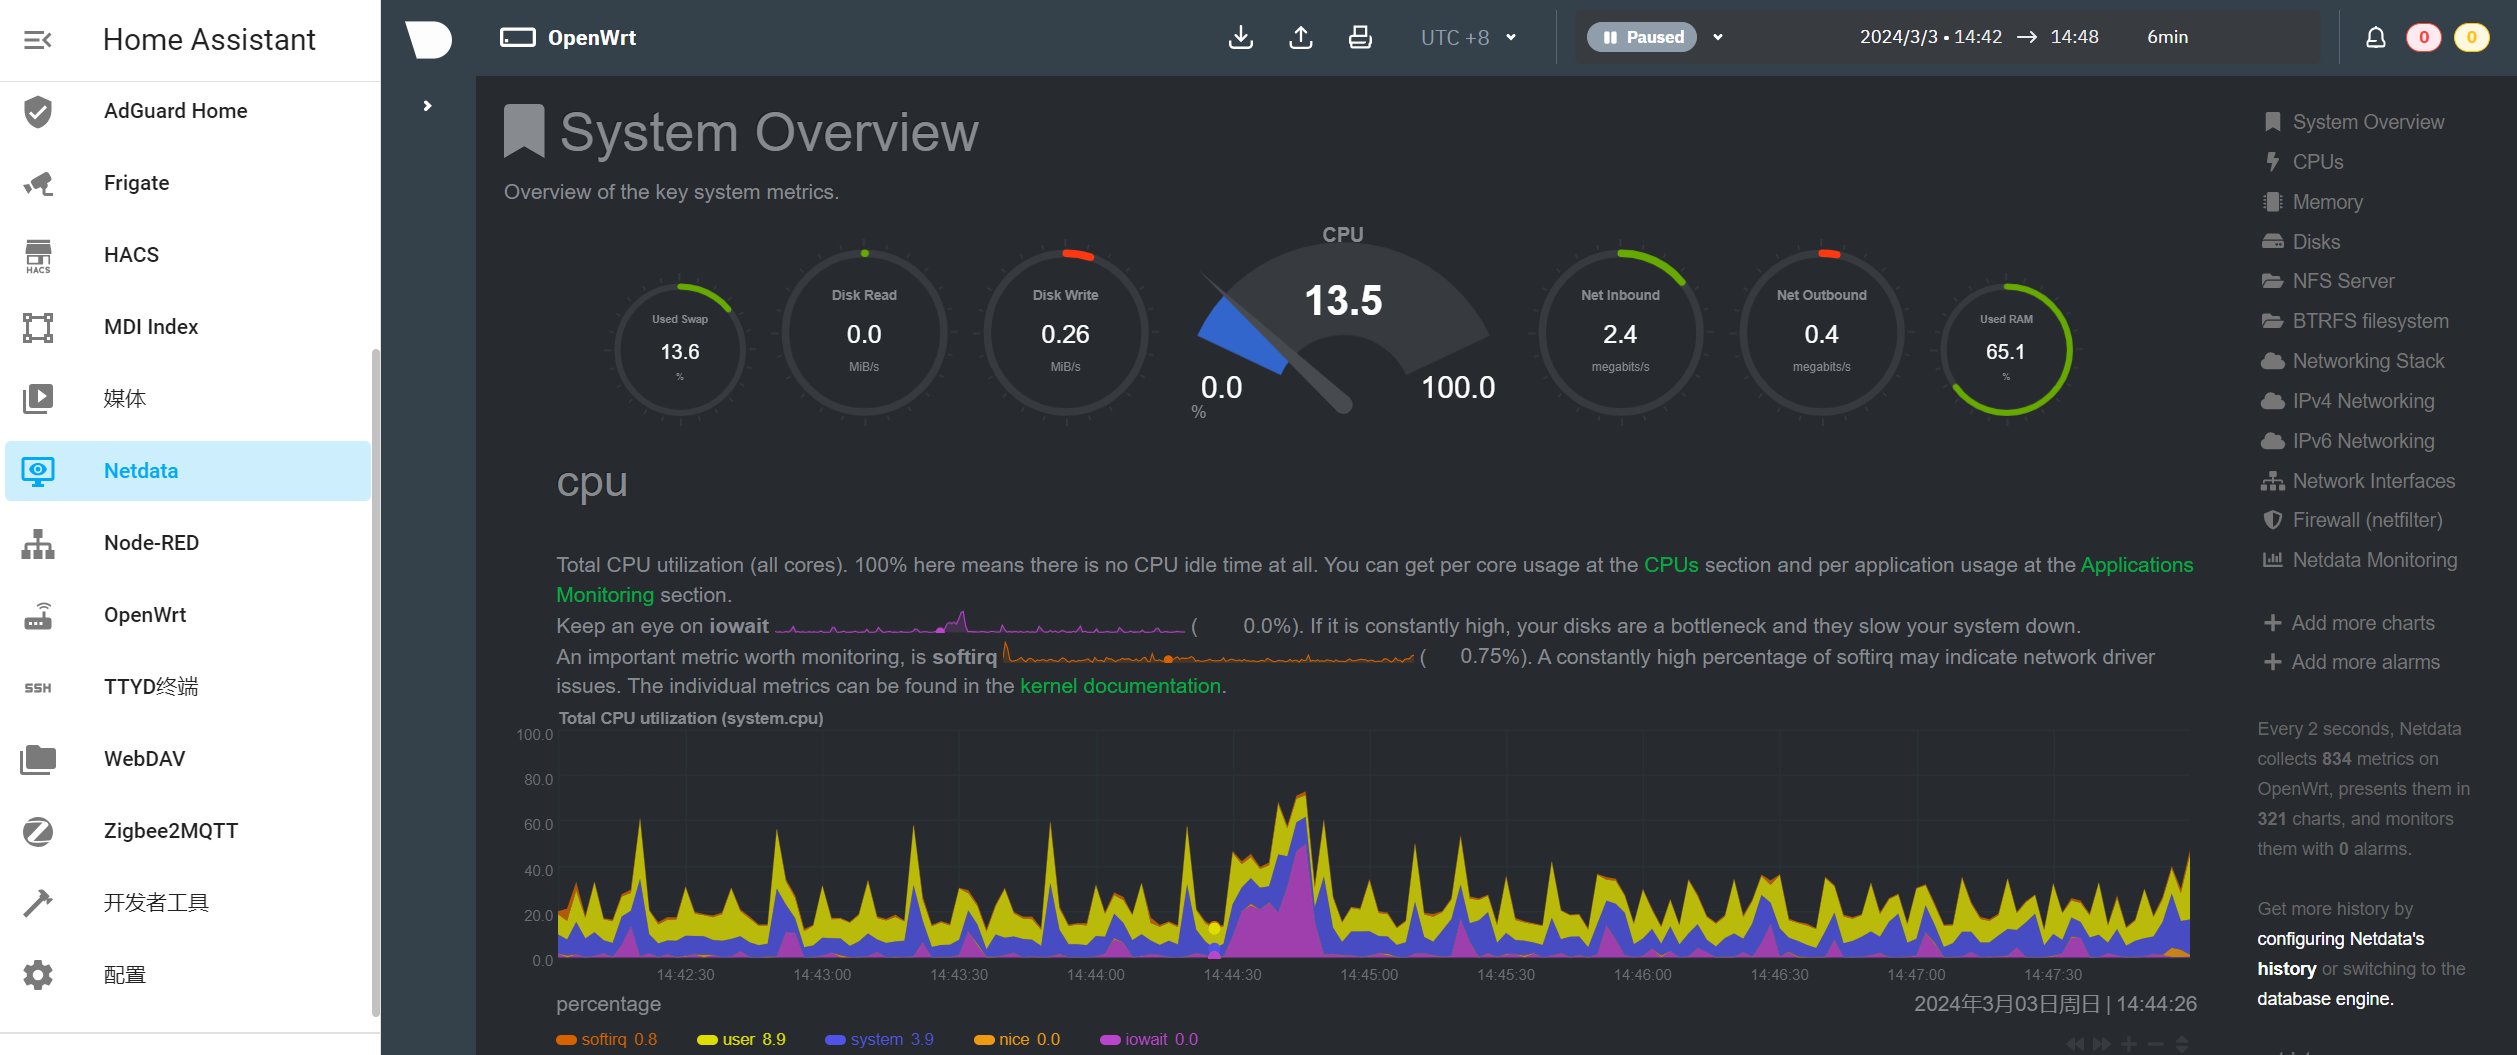 Home Assistant
AdGuard Home
Frigate
HACS
HACS
MDI Index
媒体
Netdata
Node-RED
OpenWrt
SSH
TTYD终端
WebDAV
Zigbee2MQTT
开发者工具
配置
OpenWrt
UTC +8
Paused
2024/3/3 • 14:42 → 14:48 6min
0
0
System Overview
Overview of the key system metrics.
Used Swap
13.6
%
Disk Read
0.0
MiB/s
Disk Write
0.26
MiB/s
CPU
13.5
0.0
100.0
%
Net Inbound
2.4
megabits/s
Net Outbound
0.4
megabits/s
Used RAM
65.1
%
cpu
Total CPU utilization (all cores). 100% here means there is no CPU idle time at all. You can get per core usage at the CPUs section and per application usage at the Applications
Monitoring section.
Keep an eye on iowait ( 0.0%). If it is constantly high, your disks are a bottleneck and they slow your system down.
An important metric worth monitoring, is softirq ( 0.75%). A constantly high percentage of softirq may indicate network driver
issues. The individual metrics can be found in the kernel documentation.
Total CPU utilization (system.cpu)
100.0
80.0
60.0
40.0
20.0
0.0
14:42:30 14:43:00 14:43:30 14:44:00 14:44:30 14:45:00 14:45:30 14:46:00 14:46:30 14:47:00 14:47:30
percentage
2024年3月03日周日 | 14:44:26
softirq 0.8 user 8.9 system 3.9 nice 0.0 iowait 0.0
System Overview
CPUs
Memory
Disks
NFS Server
BTRFS filesystem
Networking Stack
IPv4 Networking
IPv6 Networking
Network Interfaces
Firewall (netfilter)
Netdata Monitoring
Add more charts
Add more alarms
Every 2 seconds, Netdata
collects 834 metrics on
OpenWrt, presents them in
321 charts, and monitors
them with 0 alarms.
Get more history by
configuring Netdata's
history or switching to the
database engine.